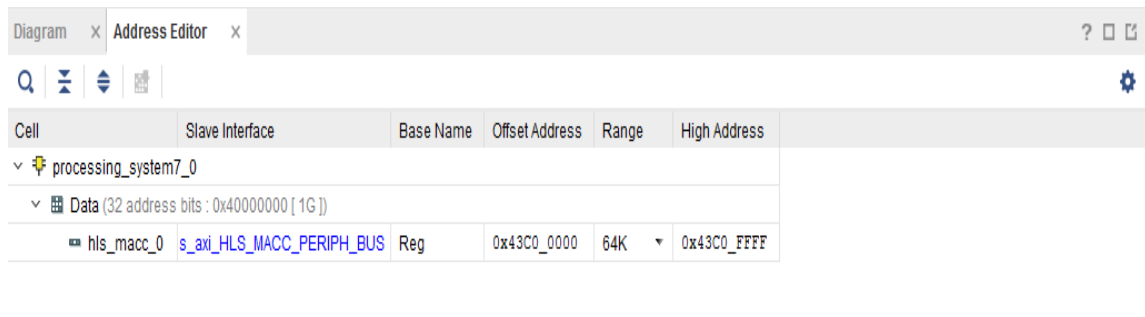 Diagram × Address Editor × ?
Cell Slave Interface Base Name Offset Address Range High Address
processing_system7_0
Data (32 address bits : 0x40000000 [ 1G ])
hls_macc_0 s_axi_HLS_MACC_PERIPH_BUS Reg 0x43C0_0000 64K 0x43C0_FFFF